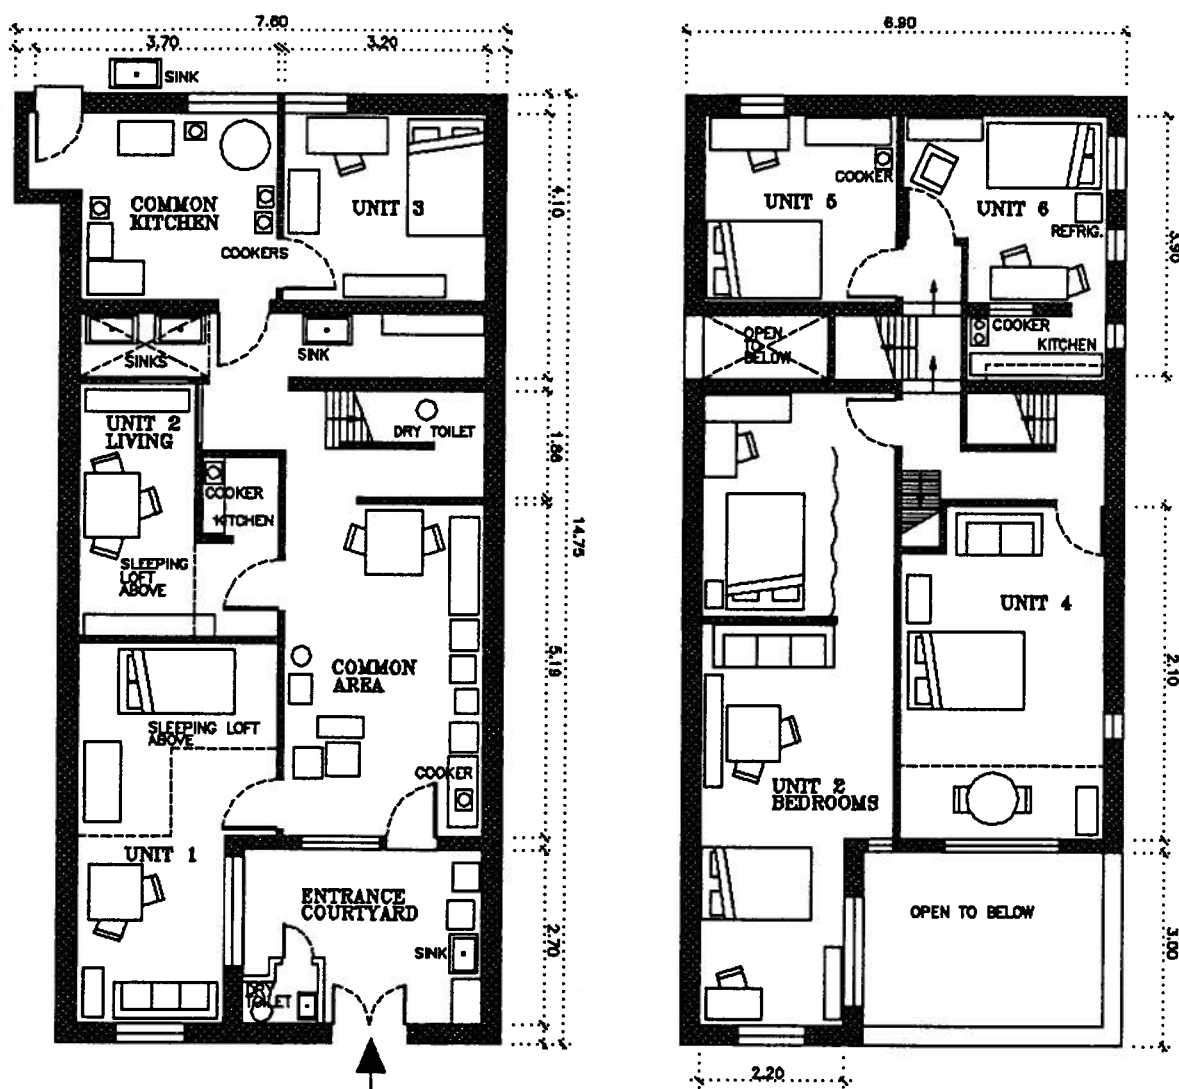 7.60
3.70
3.20
SINK
COMMON
KITCHEN
COOKERS
UNIT 3
4.10
SINKS
SINK
UNIT 2
LIVING
DRY TOILET
1.86
COOKER
KITCHEN
14.75
SLEEPING
LOFT
ABOVE
COMMON
AREA
5.19
SLEEPING LOFT
ABOVE
COOKER
UNIT 1
ENTRANCE
COURTYARD
SINK
2.70
DRY
TOILET
6.90
COOKER
UNIT 5
UNIT 6
REFRIG.
3.90
OPEN
TO
BELOW
COOKER
KITCHEN
UNIT 4
2.10
UNIT 2
BEDROOMS
OPEN TO BELOW
3.00
2.20